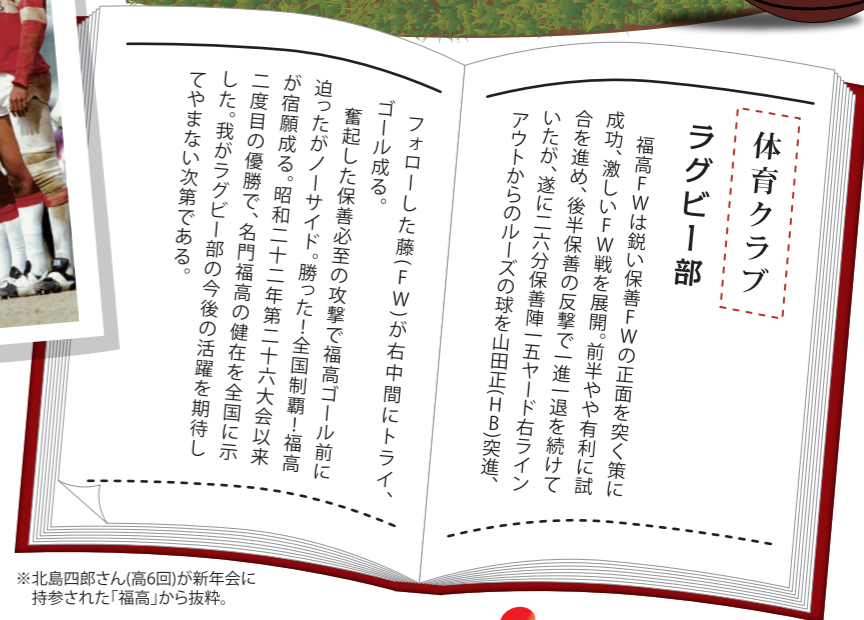 体育クラブ
ラグビー部
福高FWは鋭い保善FWの正面を突く策に
成功、激しいFW戦を展開。前半やや有利に試
合を進め、後半保善の反撃で一進一退を続けて
いたが、遂に二六分保善陣一五ヤード右ライン
アウトからのルーズの球を山田正(HB)突進、
フォローした藤(FW)が右中間にトライ、
ゴール成る。
奮起した保善必至の攻撃で福高ゴール前に
迫ったがノーサイド。勝った!全国制覇!福高
が宿願成る。昭和二十二年第二十六大会以来
二度目の優勝で、名門福高の健在を全国に示
した。我がラグビー部の今後の活躍を期待し
てやまない次第である。
※北島四郎さん(高6回)が新年会に
持参された「福高」から抜粋。